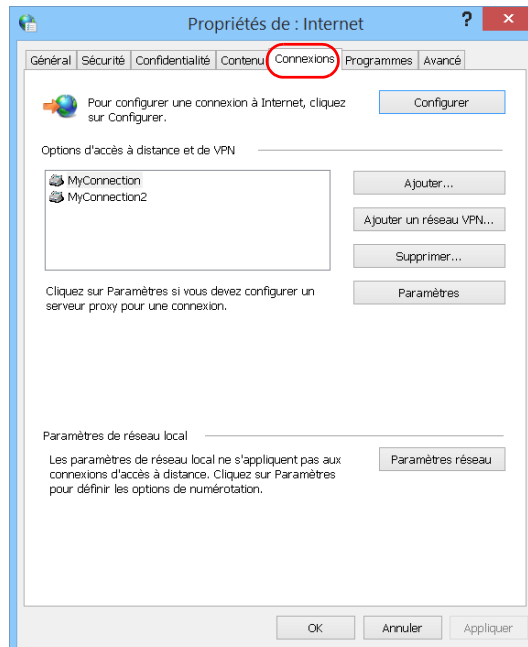 Propriétés de : Internet
?
×
Général Sécurité Confidentialité Contenu Connexions Programmes Avancé
Pour configurer une connexion à Internet, cliquez
sur Configurer.
Configurer
Options d'accès à distance et de VPN
MyConnection
MyConnection2
Ajouter...
Ajouter un réseau VPN...
Supprimer...
Cliquez sur Paramètres si vous devez configurer un
serveur proxy pour une connexion.
Paramètres
Paramètres de réseau local
Les paramètres de réseau local ne s'appliquent pas aux
connexions d'accès à distance. Cliquez sur Paramètres
pour définir les options de numérotation.
Paramètres réseau
OK Annuler Appliquer